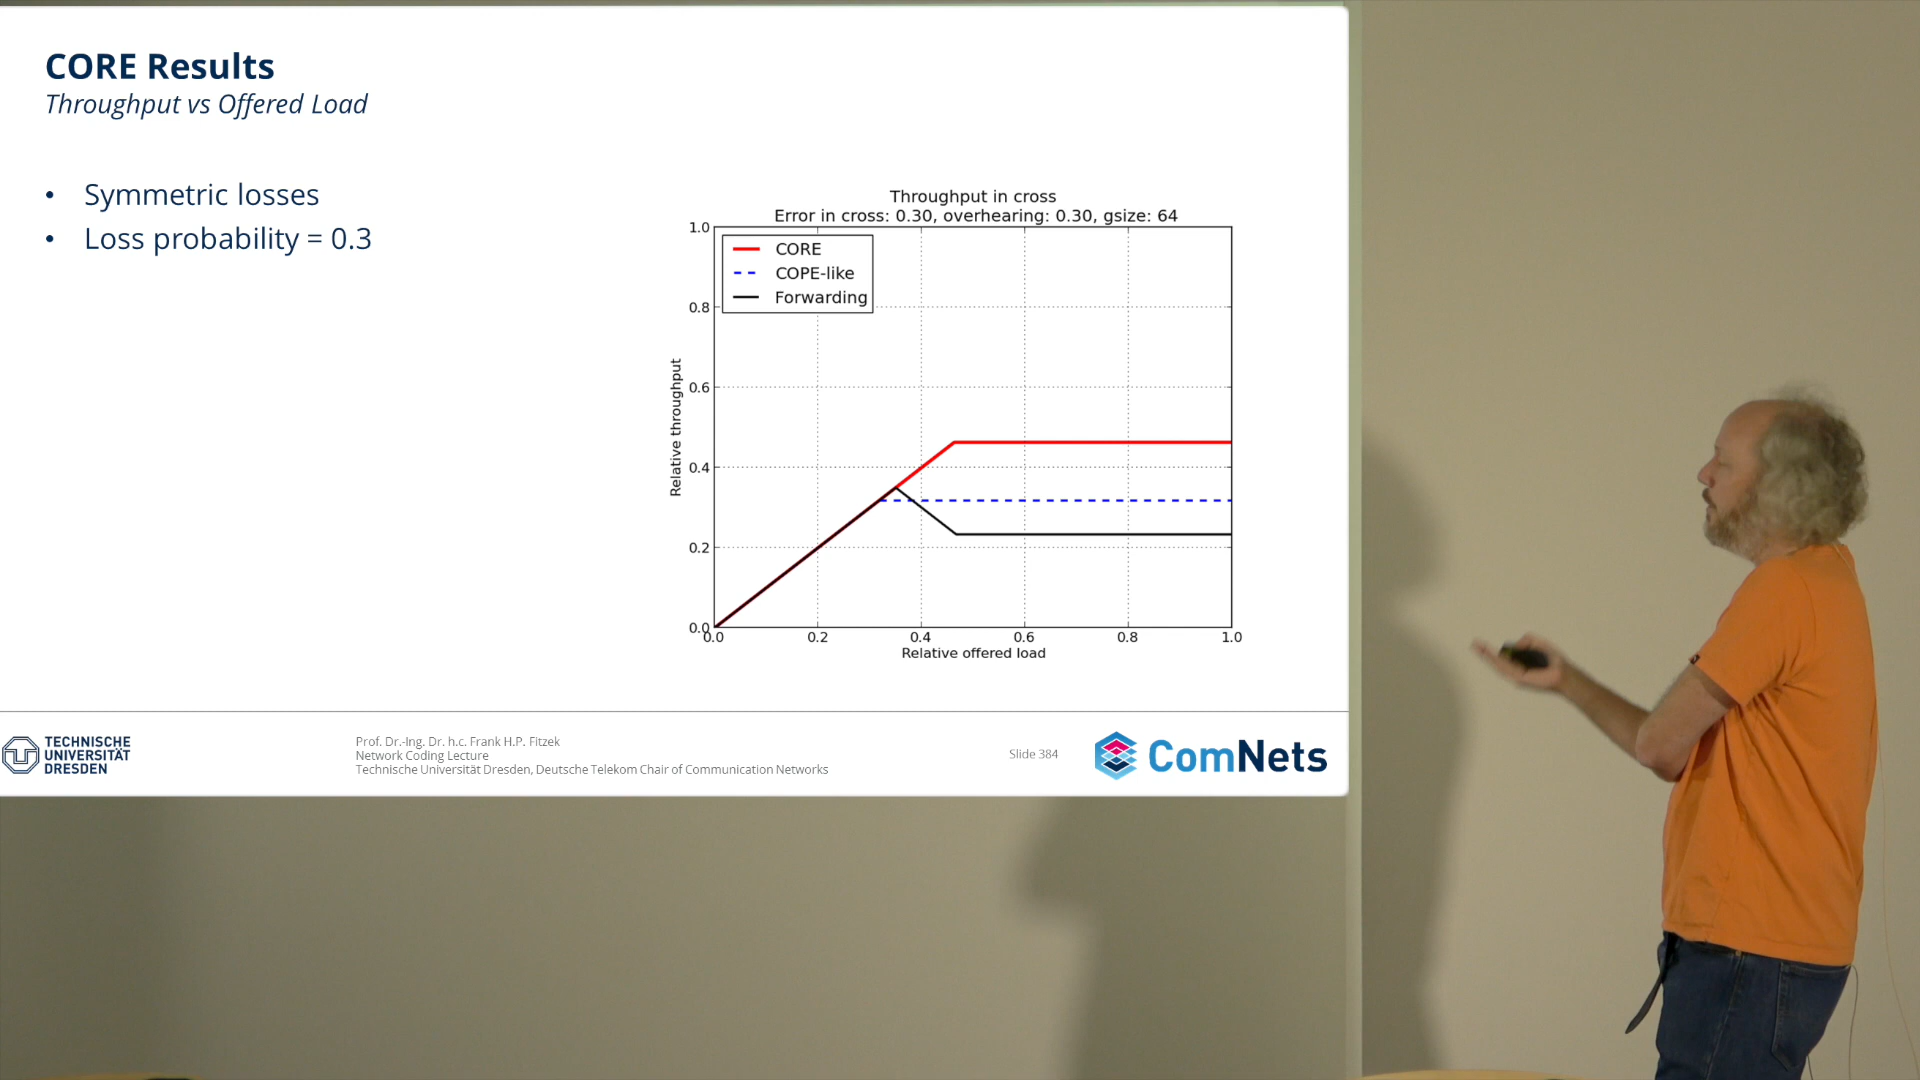 CORE Results
Throughput vs Offered Load
• Symmetric losses
• Loss probability = 0.3
Throughput in cross
Error in cross: 0.30, overhearing: 0.30, gsize: 64
CORE
COPE-like
Forwarding
Relative throughput
1.0
0.8
0.6
0.4
0.2
0.0
0.0 0.2 0.4 0.6 0.8 1.0
Relative offered load
TECHNISCHE
UNIVERSITÄT
DRESDEN
Prof. Dr.-Ing. Dr. h.c. Frank H.P. Fitzek
Network Coding Lecture
Technische Universität Dresden, Deutsche Telekom Chair of Communication Networks
Slide 384
ComNets